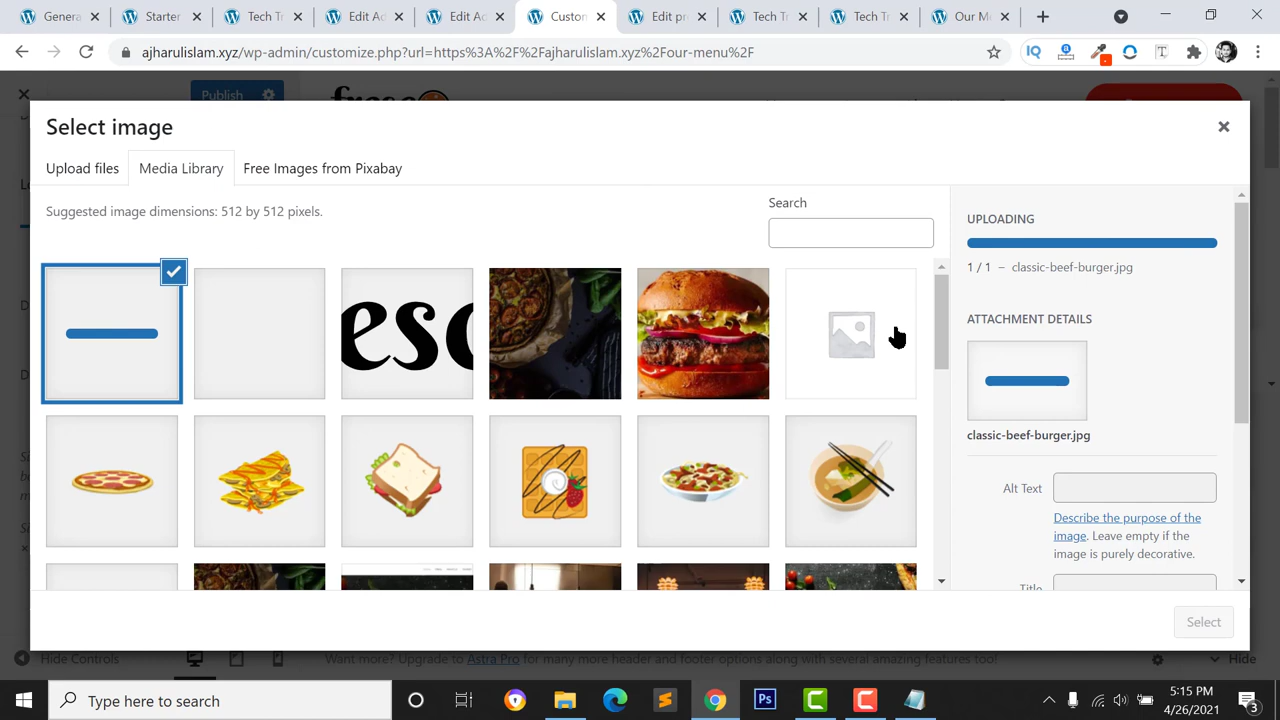 Genera
Starter
Tech Tr
Edit Ac
Edit Ac
Custon
Edit pr
Tech Tr
Tech Tr
Our M
ajharulislam.xyz/wp-admin/customize.php?url=https%3A%2F%2Fajharulislam.xyz%2Four-menu%2F
IQ
Publish
Select image
Upload files
Media Library
Free Images from Pixabay
Suggested image dimensions: 512 by 512 pixels.
Search
UPLOADING
1 / 1 – classic-beef-burger.jpg
ATTACHMENT DETAILS
esc
classic-beef-burger.jpg
Alt Text
Describe the purpose of the
image. Leave empty if the
image is purely decorative.
Title
Select
Hide Controls
Want more? Upgrade to Astra Pro for many more header and footer options along with several amazing features too!
Hide
Type here to search
Ps
5:15 PM
4/26/2021
3